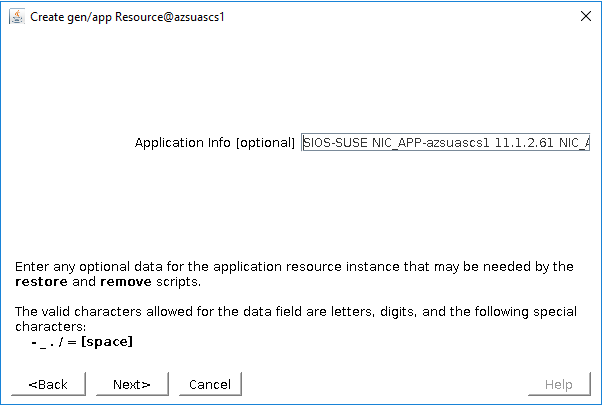 Create gen/app Resource@azsuascs1
Application Info [optional] SIOS-SUSE NIC_APP-azsuascs1 11.1.2.61 NIC_A
Enter any optional data for the application resource instance that may be needed by the
restore and remove scripts.
The valid characters allowed for the data field are letters, digits, and the following special
characters:
- _ . / = [space]
<Back Next> Cancel Help